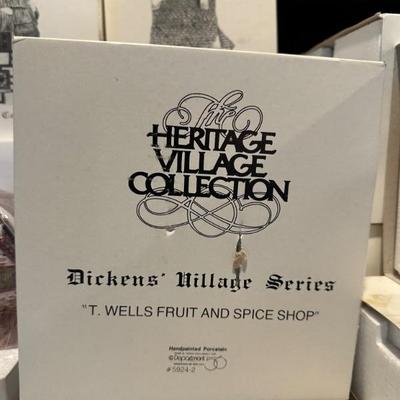 The
HERITAGE
VILLAGE
COLLECTION
Dickens' Village Series
"T. WELLS FRUIT AND SPICE SHOP"
Handpainted Porcelain
Department 56
#5924-2